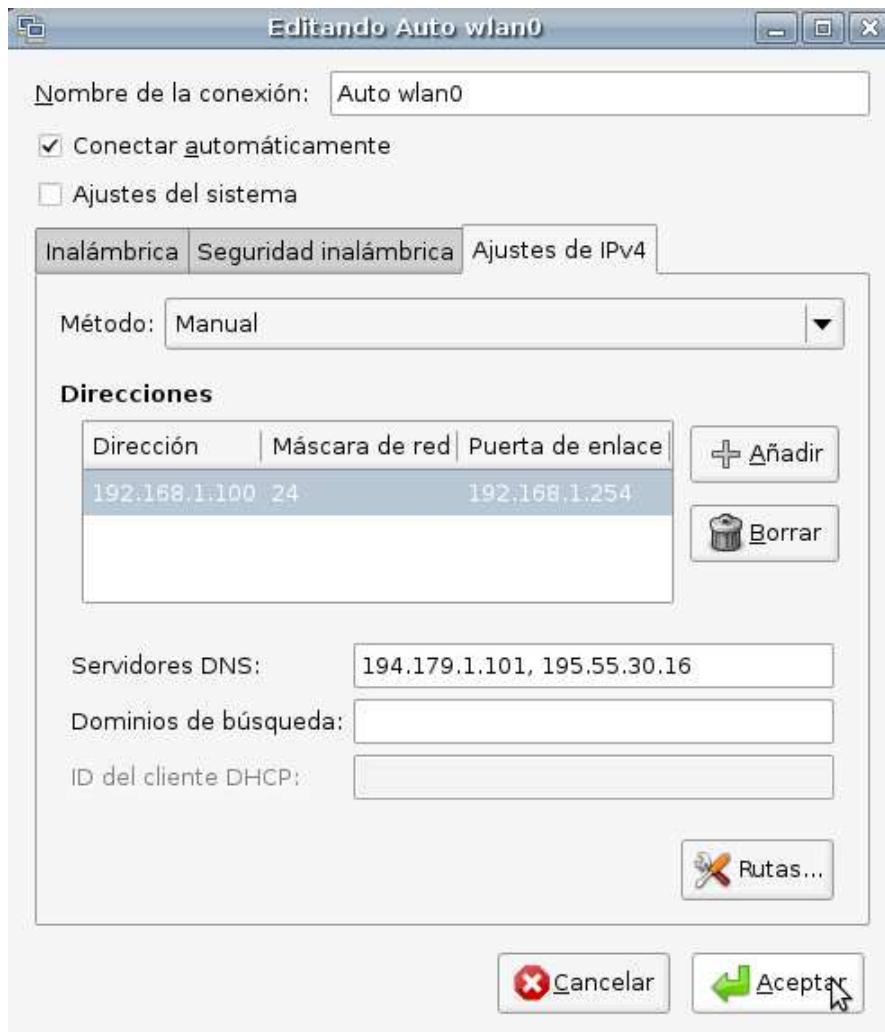 Editando Auto wlan0
Nombre de la conexión: Auto wlan0
Conectar automáticamente
Ajustes del sistema
Inalámbrica Seguridad inalámbrica Ajustes de IPv4
Método: Manual
Direcciones
Dirección Máscara de red Puerta de enlace
192.168.1.100 24 192.168.1.254
Añadir
Borrar
Servidores DNS: 194.179.1.101, 195.55.30.16
Dominios de búsqueda:
ID del cliente DHCP:
Rutas...
Cancelar Aceptar